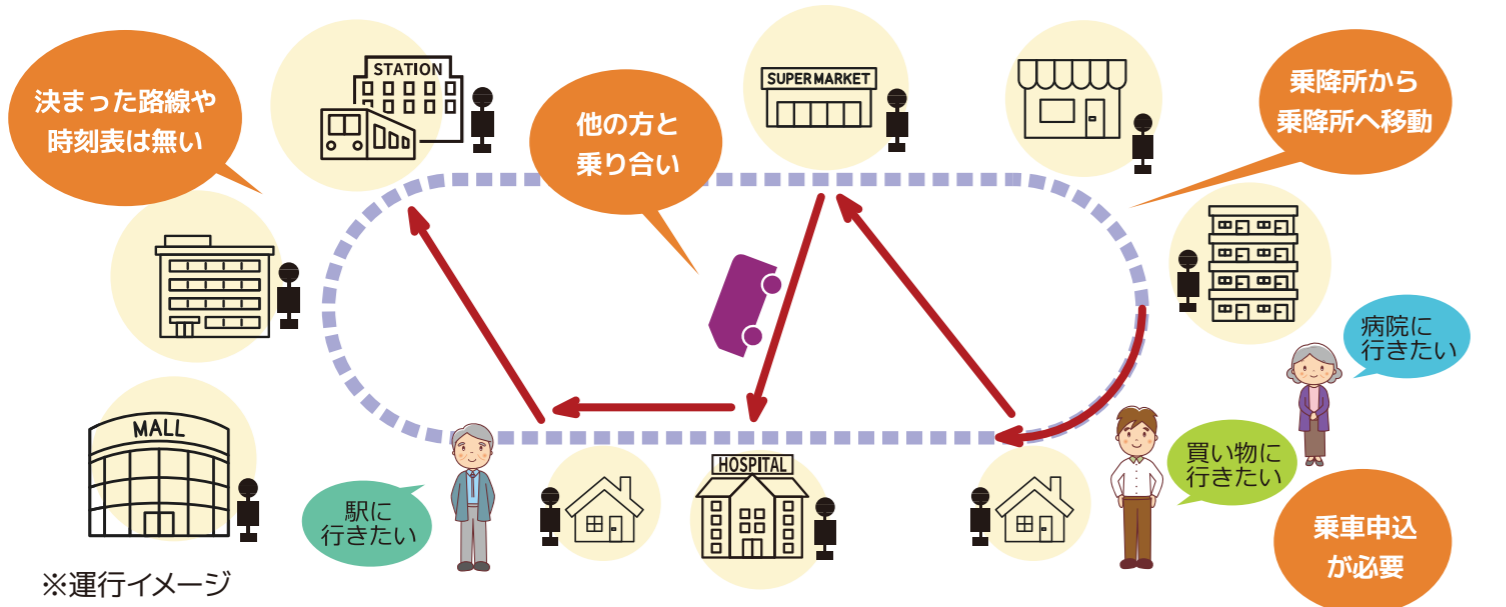 決まった路線や
時刻表は無い
STATION
他の方と
乗り合い
SUPERMARKET
乗降所から
乗降所へ移動
病院に
行きたい
MALL
買い物に
行きたい
駅に
行きたい
HOSPITAL
乗車申込
が必要
※運行イメージ